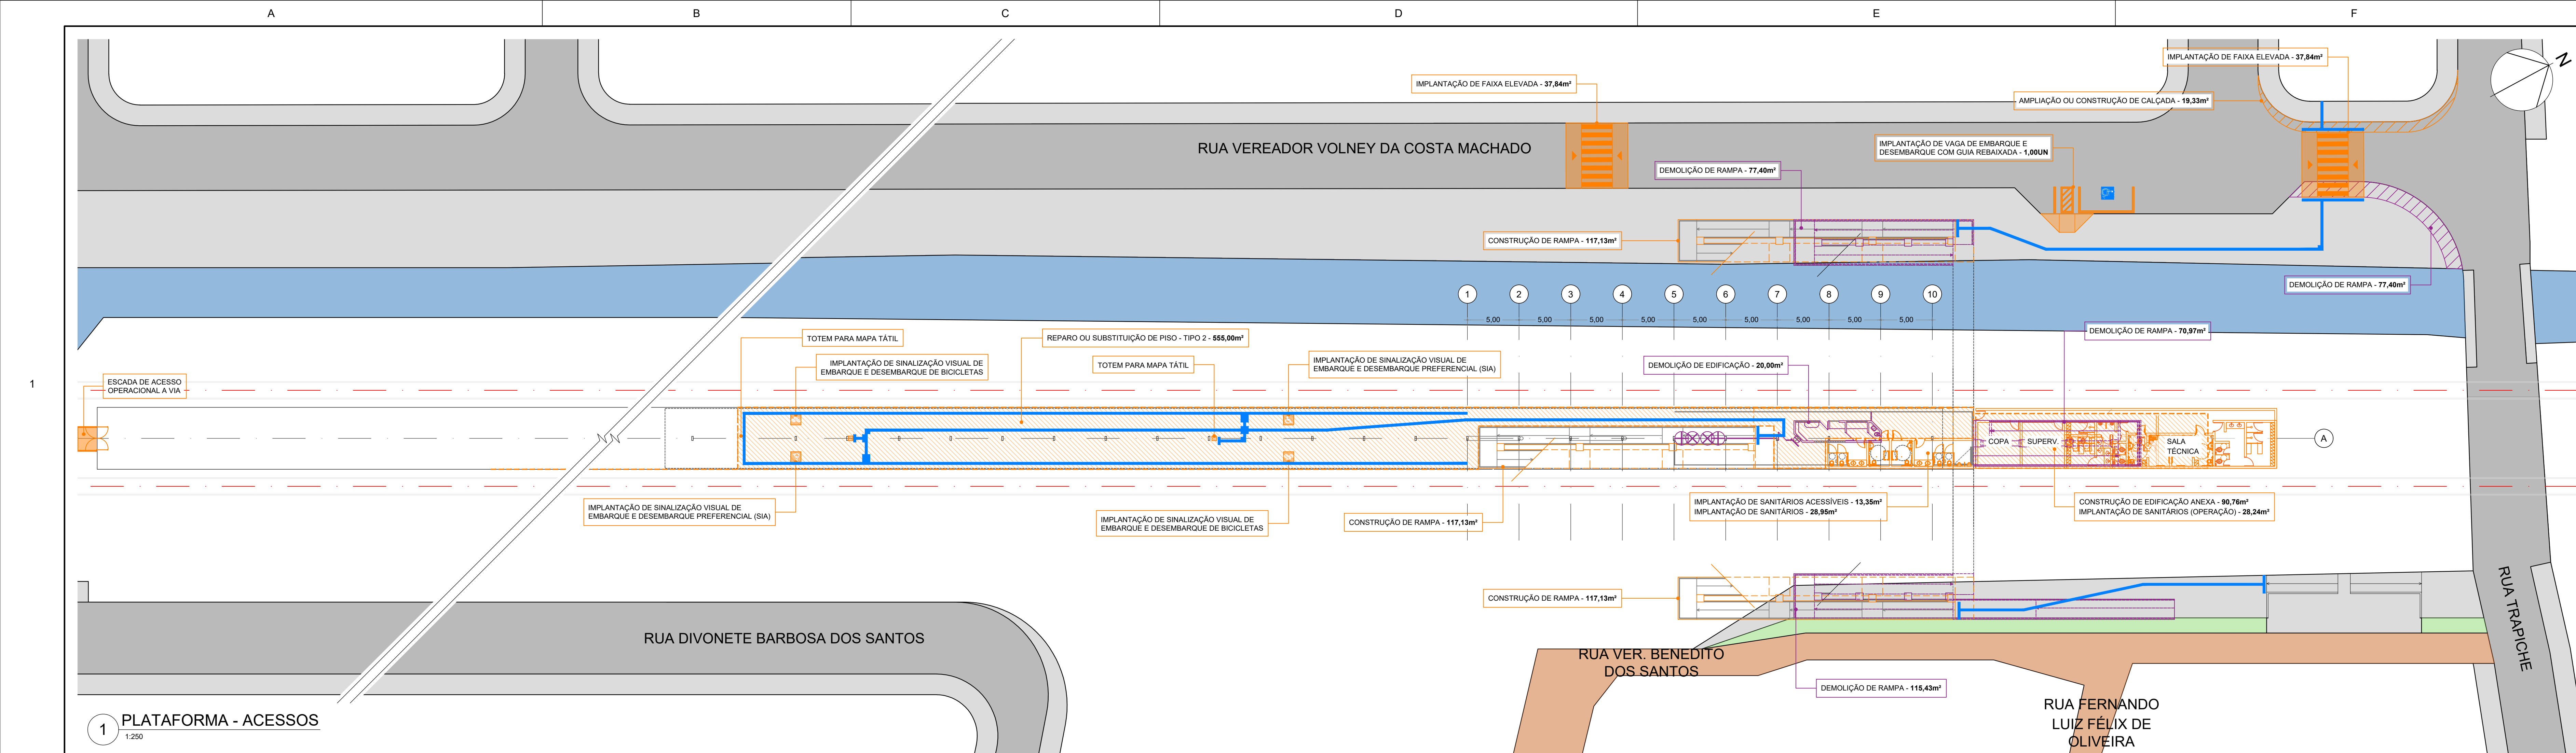 A
B
C
D
E
F
IMPLANTAÇÃO DE FAIXA ELEVADA - 37,84m²
IMPLANTAÇÃO DE FAIXA ELEVADA - 37,84m²
N
AMPLIAÇÃO OU CONSTRUÇÃO DE CALÇADA - 19,33m²
RUA VEREADOR VOLNEY DA COSTA MACHADO
IMPLANTAÇÃO DE VAGA DE EMBARQUE E
DESEMBARQUE COM GUIA REBAIXADA - 1,00UN
DEMOLIÇÃO DE RAMPA - 77,40m²
CONSTRUÇÃO DE RAMPA - 117,13m²
DEMOLIÇÃO DE RAMPA - 77,40m²
1
2
3
4
5
6
7
8
9
10
5,00
5,00
5,00
5,00
5,00
5,00
5,00
5,00
5,00
DEMOLIÇÃO DE RAMPA - 70,97m²
TOTEM PARA MAPA TÁTIL
REPARO OU SUBSTITUIÇÃO DE PISO - TIPO 2 - 555,00m²
IMPLANTAÇÃO DE SINALIZAÇÃO VISUAL DE
EMBARQUE E DESEMBARQUE DE BICICLETAS
TOTEM PARA MAPA TÁTIL
IMPLANTAÇÃO DE SINALIZAÇÃO VISUAL DE
EMBARQUE E DESEMBARQUE PREFERENCIAL (SIA)
DEMOLIÇÃO DE EDIFICAÇÃO - 20,00m²
1
ESCADA DE ACESSO
OPERACIONAL A VIA
COPA
SUPERV.
SALA
TÉCNICA
A
IMPLANTAÇÃO DE SINALIZAÇÃO VISUAL DE
EMBARQUE E DESEMBARQUE PREFERENCIAL (SIA)
IMPLANTAÇÃO DE SINALIZAÇÃO VISUAL DE
EMBARQUE E DESEMBARQUE DE BICICLETAS
CONSTRUÇÃO DE RAMPA - 117,13m²
IMPLANTAÇÃO DE SANITÁRIOS ACESSÍVEIS - 13,35m²
IMPLANTAÇÃO DE SANITÁRIOS - 28,95m²
CONSTRUÇÃO DE EDIFICAÇÃO ANEXA - 90,76m²
IMPLANTAÇÃO DE SANITÁRIOS (OPERAÇÃO) - 28,24m²
CONSTRUÇÃO DE RAMPA - 117,13m²
RUA TRAPICHE
RUA DIVONETE BARBOSA DOS SANTOS
RUA VER. BENEDITO
DOS SANTOS
DEMOLIÇÃO DE RAMPA - 115,43m²
RUA FERNANDO
LUIZ FÉLIX DE
OLIVEIRA
1
PLATAFORMA - ACESSOS
1:250